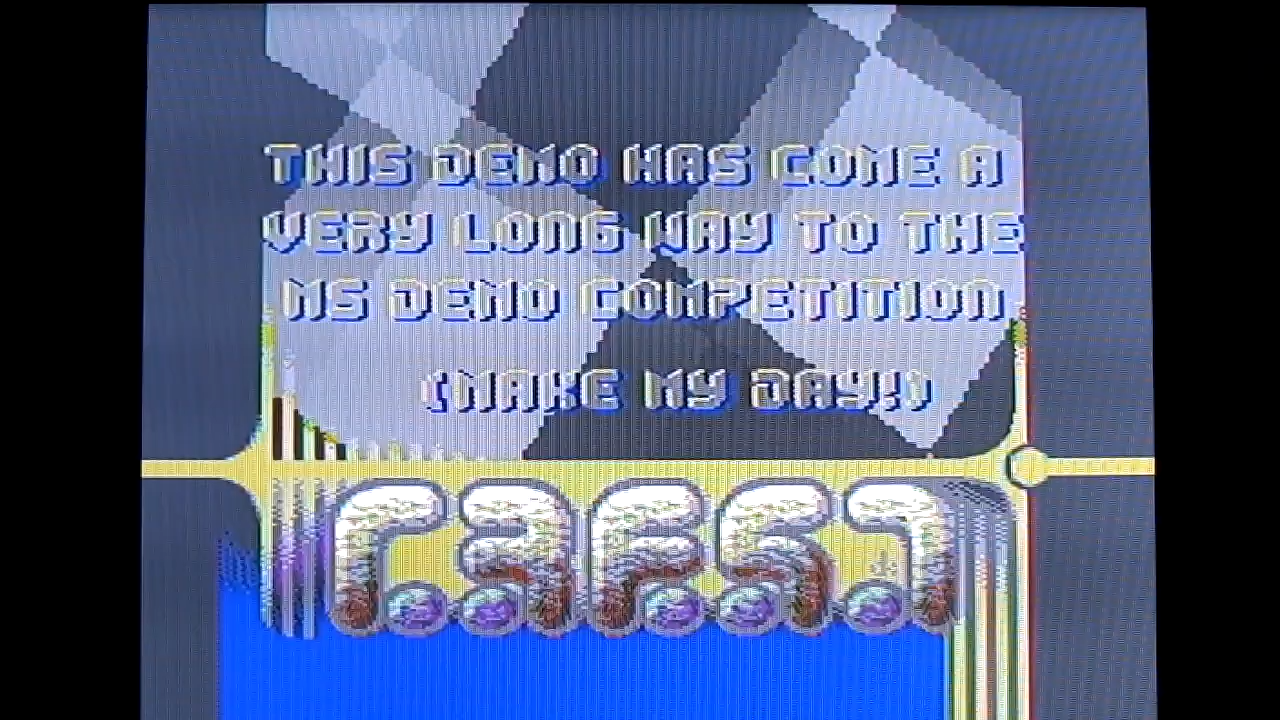 THIS DEMO HAS COME A
VERY LONG WAY TO THE
MS DEMO COMPETITION
(MAKE MY DAY!)